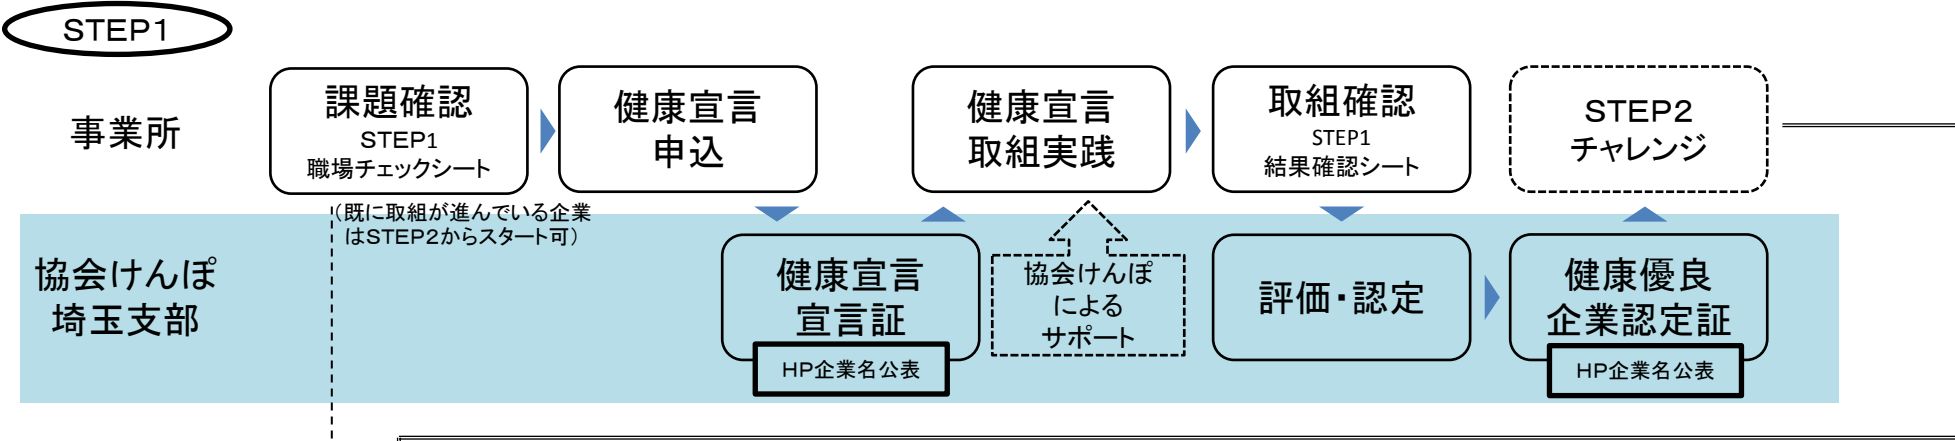 STEP1
事業所
課題確認
STEP1
職場チェックシート
健康宣言
申込
健康宣言
取組実践
取組確認
STEP1
結果確認シート
STEP2
チャレンジ
（既に取組が進んでいる企業
はSTEP2からスタート可）
協会けんぽ
埼玉支部
健康宣言
宣言証
HP企業名公表
協会けんぽ
による
サポート
評価・認定
健康優良
企業認定証
HP企業名公表